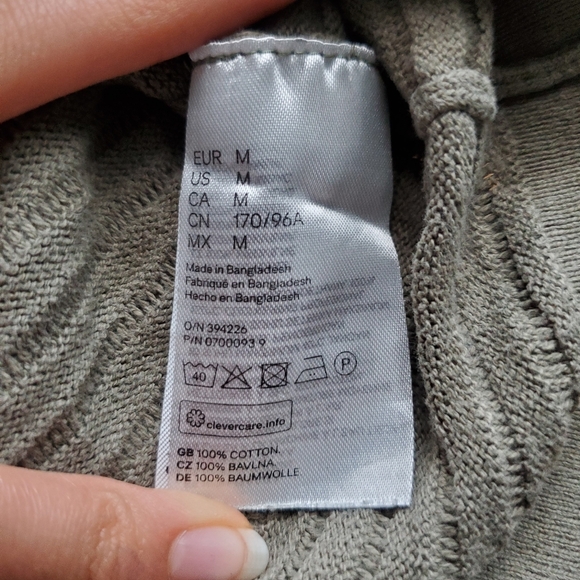 EUR M
US M
CA M
CN 170/96A
MX M
Made in Bangladesh
Fabriqué en Bangladesh
Hecho en Bangladesh
O/N 394226
P/N 0700093 9
40 P
clevercare.info
GB 100% COTTON.
CZ 100% BAVLNA.
DE 100% BAUMWOLLE.